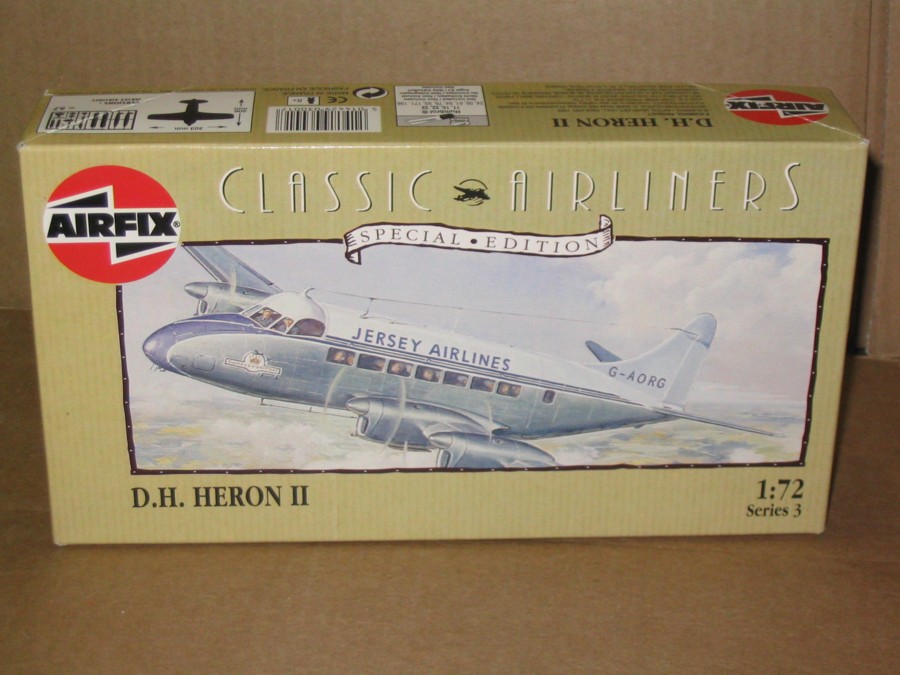 D.H. HERON II
AIRFIX
AIRFIX®
CLASSIC AIRLINERS
SPECIAL • EDITION
JERSEY AIRLINES
G-AORG
D.H. HERON II
1:72
Series 3